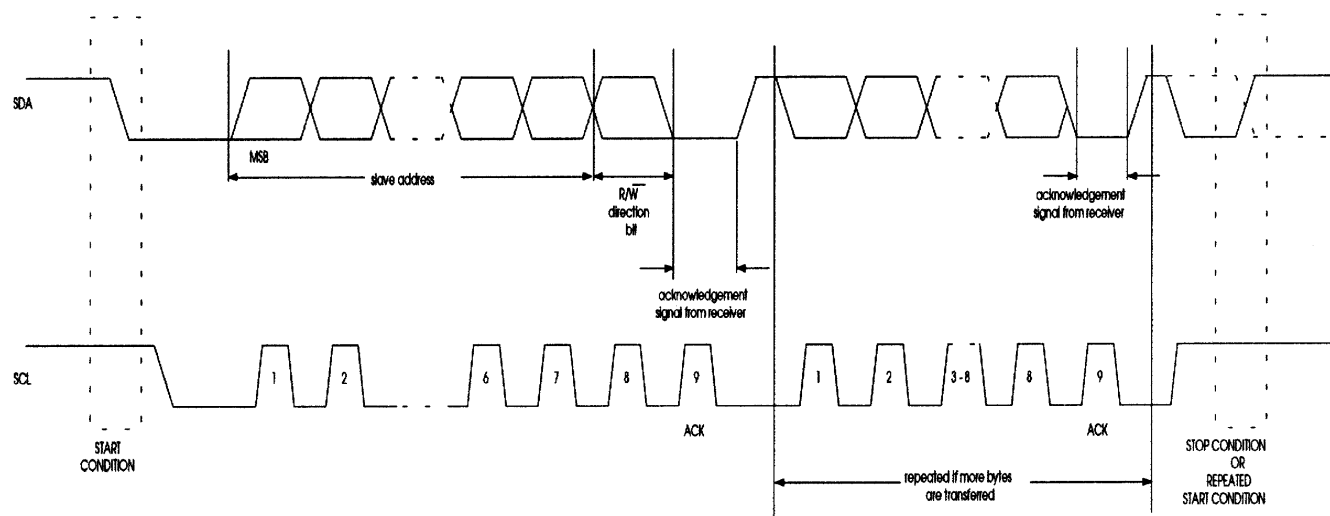 SDA
MSB
slave address
R/W̅
direction
bit
acknowledgement
signal from receiver
acknowledgement
signal from receiver
SCL
1
2
6
7
8
9
1
2
3-8
8
9
ACK
ACK
START
CONDITION
repeated if more bytes
are transferred
STOP CONDITION
OR
REPEATED
START CONDITION